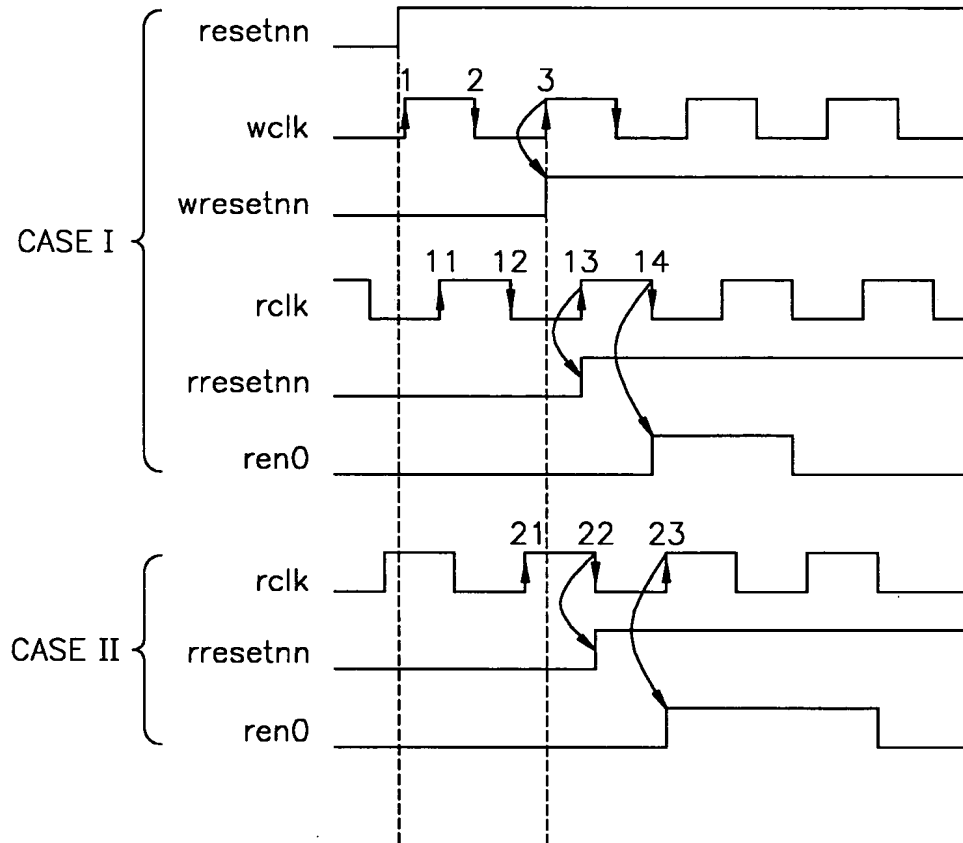 resetnn
1 2 3
wclk
wresetnn
CASE I
11 12 13 14
rclk
rresetnn
ren0
21 22 23
rclk
CASE II
rresetnn
ren0